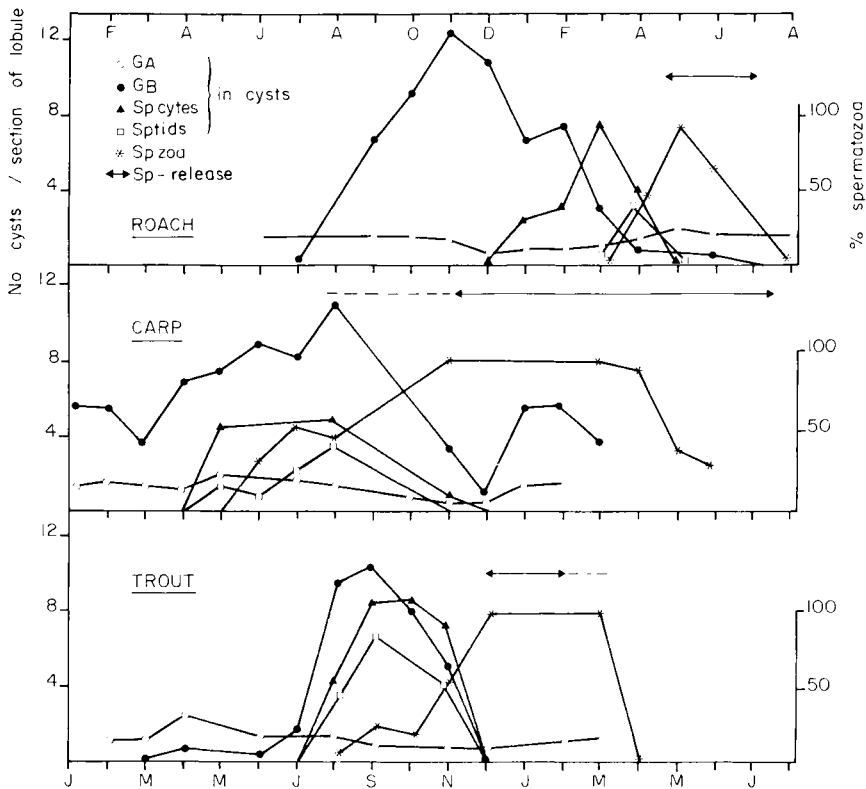 12
8
4
F A J A O D F A J A
GA
GB
Sp cytes
Sptids
in cysts
Sp zoa
Sp - release
ROACH
100
50
No cysts / section of lobule
% spermatozoa
12
8
4
CARP
100
50
12
8
4
TROUT
100
50
J M M J S N J M M J